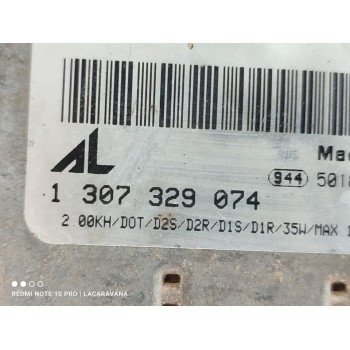 AL
944 501
1 307 329 074
2.00KH/DOT/D2S/D2R/D1S/D1R/35W/MAX 1
REDMI NOTE 10 PRO | LACARAVANA